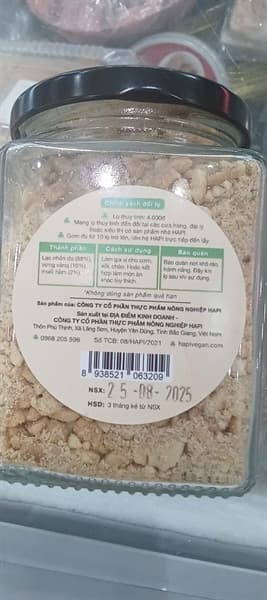 Chính sách đổi lý
Lọ thủy tinh: 4.000đ
Mang lọ thủy tinh đến đổi tại các cửa hàng, đại lý
hoặc siêu thị có sản phẩm nhà HAPI
Gom đủ từ 10 lọ trở lên, liên hệ HAPI trực tiếp đến lấy
Thành phần
Lạc nhân đỏ (88%),
vừng vàng (10%),
muối hầm (2%)
Cách sử dụng
Làm gia vị cho cơm,
xôi, cháo. Hoặc kết
hợp làm món ăn
khác tùy thích.
Bảo quản
Bảo quản nơi khô ráo
tránh nắng. Đậy kín
lọ sau khi sử dụng.
*Không dùng sản phẩm quá hạn
Sản phẩm của: CÔNG TY CỔ PHẦN THỰC PHẨM NÔNG NGHIỆP HAPI
Sản xuất tại ĐỊA ĐIỂM KINH DOANH -
CÔNG TY CỔ PHẦN THỰC PHẨM NÔNG NGHIỆP HAPI
Thôn Phú Thịnh, Xã Lãng Sơn, Huyện Yên Dũng, Tỉnh Bắc Giang, Việt Nam
0968 205 596 Số TCB: 08/HAPI/2021 hapivegan.com
8 938521 063209
NSX: 25-08-2025
HSD: 3 tháng kể từ NSX